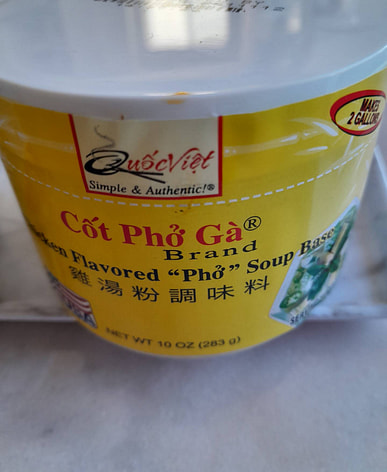 MAKES
2 GALLONS
QuốcViệt
Simple & Authentic!®
Cốt Phở Gà®
Brand
Flavored "Phở" Soup Base
雞湯粉調味料
NET WT 10 OZ (283 g)